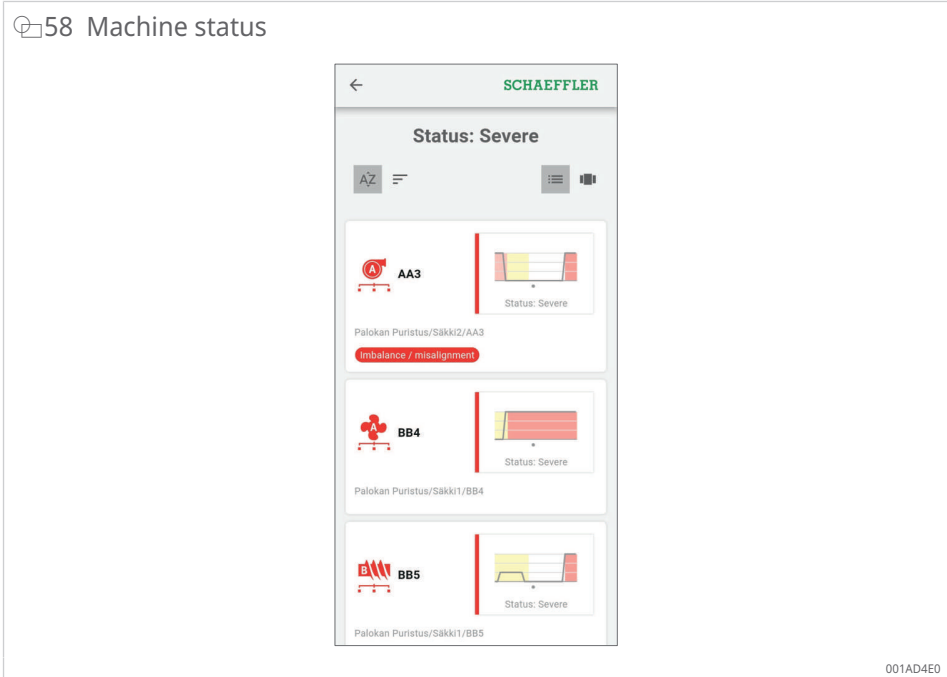 58 Machine status
SCHAEFFLER
Status: Severe
AZ
A AA3
Status: Severe
Palokan Puristus/Säkki2/AA3
Imbalance / misalignment
A BB4
Status: Severe
Palokan Puristus/Säkki1/BB4
B BB5
Status: Severe
Palokan Puristus/Säkki1/BB5
001AD4E0